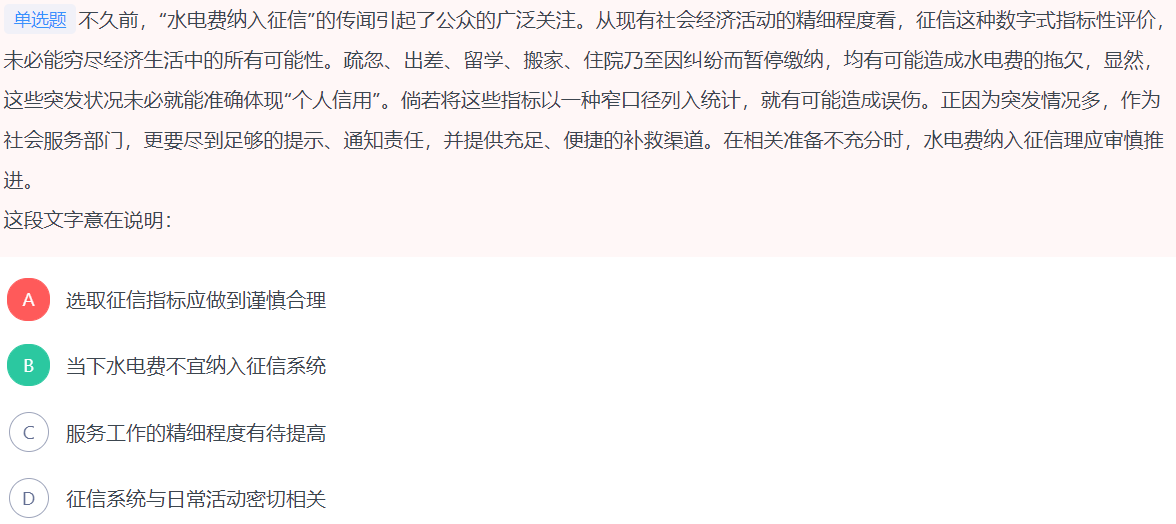 单选题 不久前，“水电费纳入征信”的传闻引起了公众的广泛关注。从现有社会经济活动的精细程度看，征信这种数字式指标性评价，
未必能穷尽经济生活中的所有可能性。疏忽、出差、留学、搬家、住院乃至因纠纷而暂停缴纳，均有可能造成水电费的拖欠，显然，
这些突发状况未必就能准确体现“个人信用”。倘若将这些指标以一种窄口径列入统计，就有可能造成误伤。正因为突发情况多，作为
社会服务部门，更要尽到足够的提示、通知责任，并提供充足、便捷的补救渠道。在相关准备不充分时，水电费纳入征信理应审慎推
进。
这段文字意在说明：
A 选取征信指标应做到谨慎合理
B 当下水电费不宜纳入征信系统
C 服务工作的精细程度有待提高
D 征信系统与日常活动密切相关